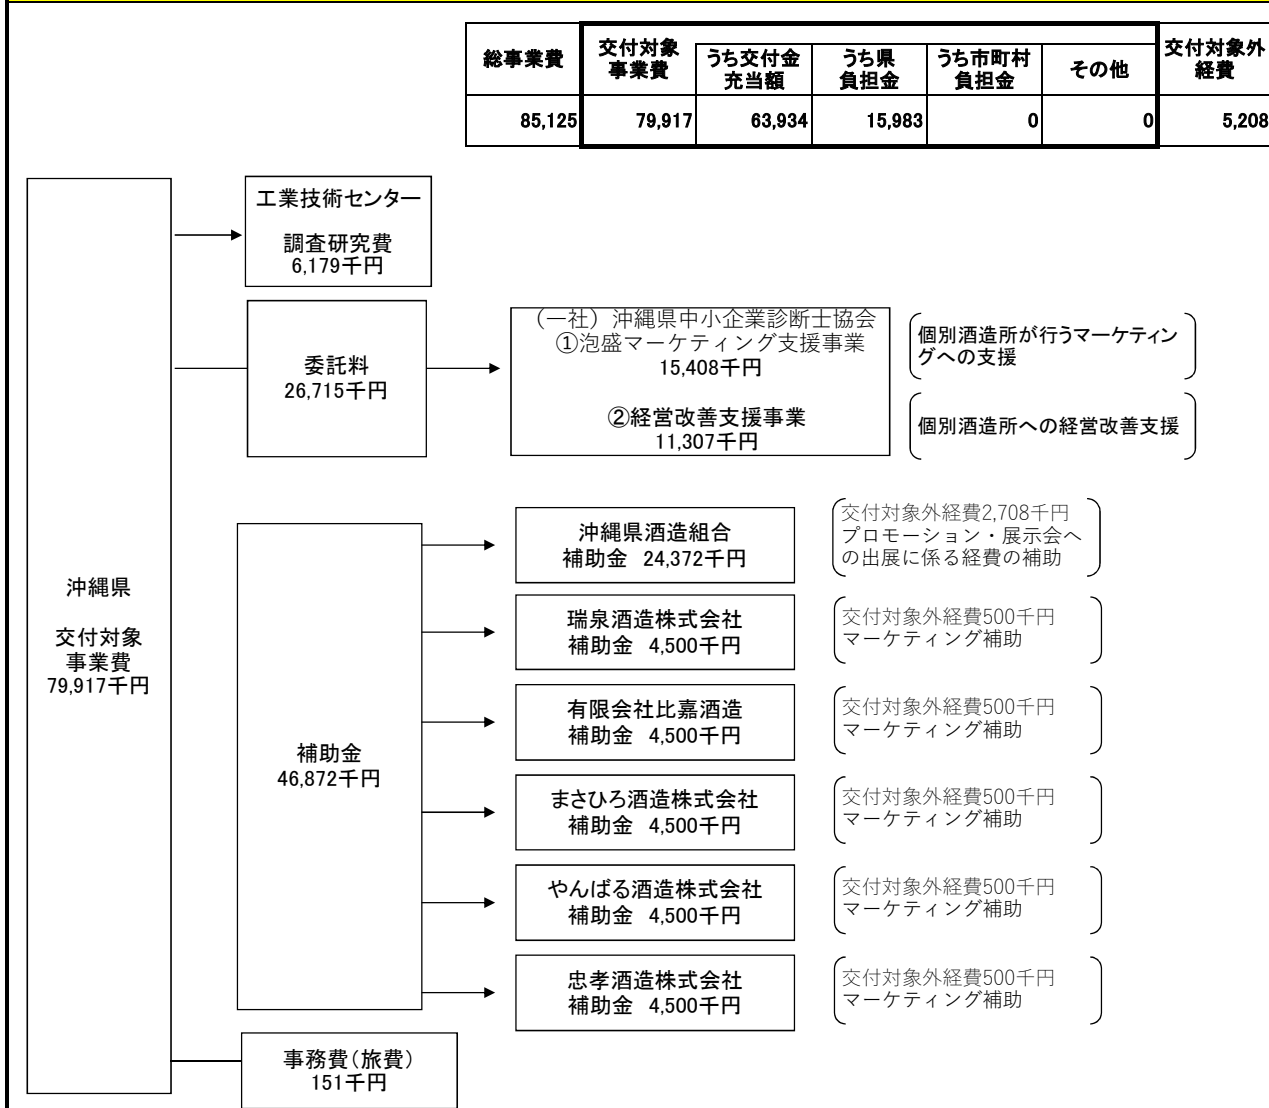 総事業費
交付対象
事業費
うち交付金
充当額
うち県
負担金
うち市町村
負担金
その他
交付対象外
経費
85,125
79,917
63,934
15,983
0
0
5,208
沖縄県
交付対象
事業費
79,917千円
工業技術センター
調査研究費
6,179千円
委託料
26,715千円
（一社）沖縄県中小企業診断士協会
①泡盛マーケティング支援事業
15,408千円
②経営改善支援事業
11,307千円
個別酒造所が行うマーケティン
グへの支援
個別酒造所への経営改善支援
補助金
46,872千円
沖縄県酒造組合
補助金 24,372千円
交付対象外経費2,708千円
プロモーション・展示会へ
の出展に係る経費の補助
瑞泉酒造株式会社
補助金 4,500千円
交付対象外経費500千円
マーケティング補助
有限会社比嘉酒造
補助金 4,500千円
交付対象外経費500千円
マーケティング補助
まさひろ酒造株式会社
補助金 4,500千円
交付対象外経費500千円
マーケティング補助
やんばる酒造株式会社
補助金 4,500千円
交付対象外経費500千円
マーケティング補助
忠孝酒造株式会社
補助金 4,500千円
交付対象外経費500千円
マーケティング補助
事務費（旅費）
151千円